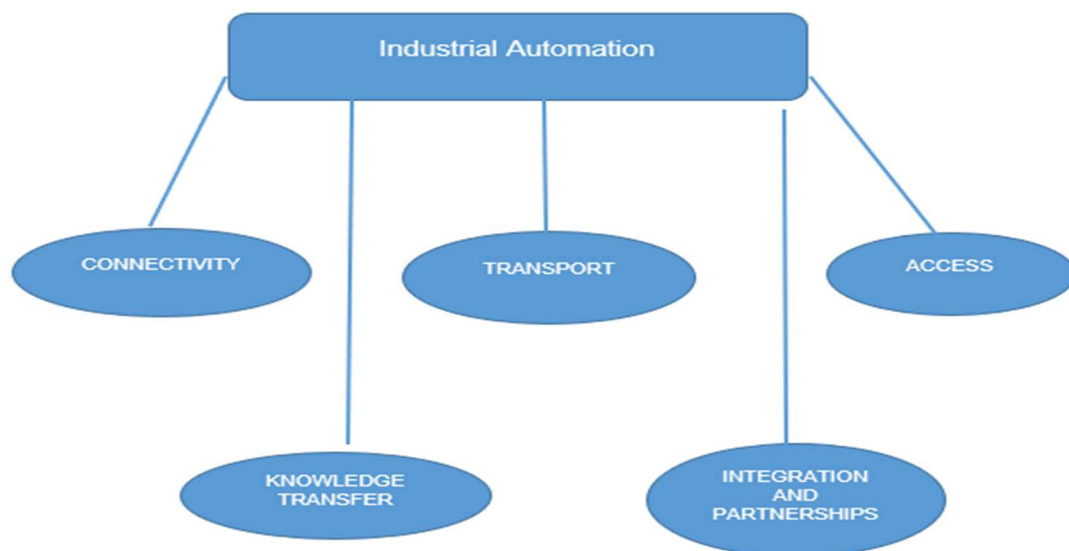 Industrial Automation
CONNECTIVITY
TRANSPORT
ACCESS
KNOWLEDGE
TRANSFER
INTEGRATION
AND
PARTNERSHIPS